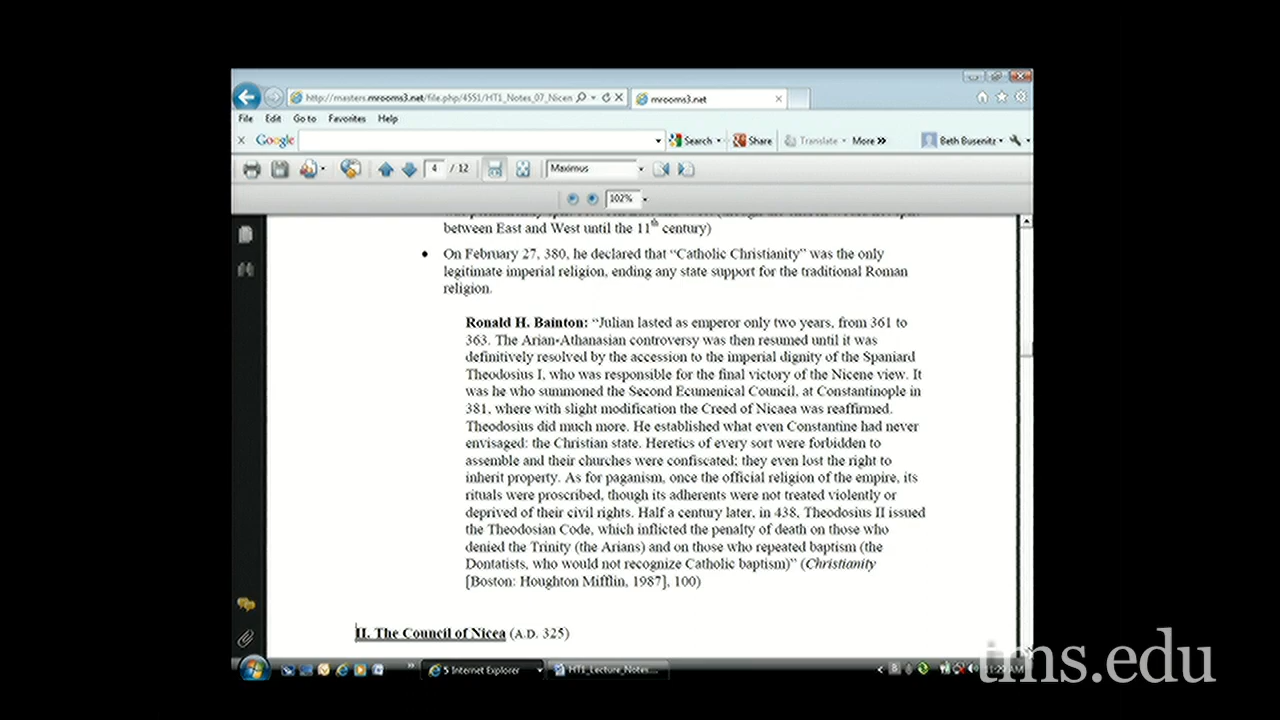 http://masters.mrooms3.net/file.php/4551/HT1_Notes_07_Nicen
mrooms3.net
File Edit Go to Favorites Help
X Google Search Share Translate More » Beth Busenitz
4 / 12 Maximus
102%
between East and West until the 11th century)
• On February 27, 380, he declared that “Catholic Christianity” was the only
legitimate imperial religion, ending any state support for the traditional Roman
religion.
Ronald H. Bainton: “Julian lasted as emperor only two years, from 361 to
363. The Arian-Athanasian controversy was then resumed until it was
definitively resolved by the accession to the imperial dignity of the Spaniard
Theodosius I, who was responsible for the final victory of the Nicene view. It
was he who summoned the Second Ecumenical Council, at Constantinople in
381, where with slight modification the Creed of Nicaea was reaffirmed.
Theodosius did much more. He established what even Constantine had never
envisaged: the Christian state. Heretics of every sort were forbidden to
assemble and their churches were confiscated; they even lost the right to
inherit property. As for paganism, once the official religion of the empire, its
rituals were proscribed, though its adherents were not treated violently or
deprived of their civil rights. Half a century later, in 438, Theodosius II issued
the Theodosian Code, which inflicted the penalty of death on those who
denied the Trinity (the Arians) and on those who repeated baptism (the
Dontatists, who would not recognize Catholic baptism)” (Christianity
[Boston: Houghton Mifflin, 1987], 100)
II. The Council of Nicea (A.D. 325)
5 Internet Explorer HT1_Lecture_Notes...
tms.edu